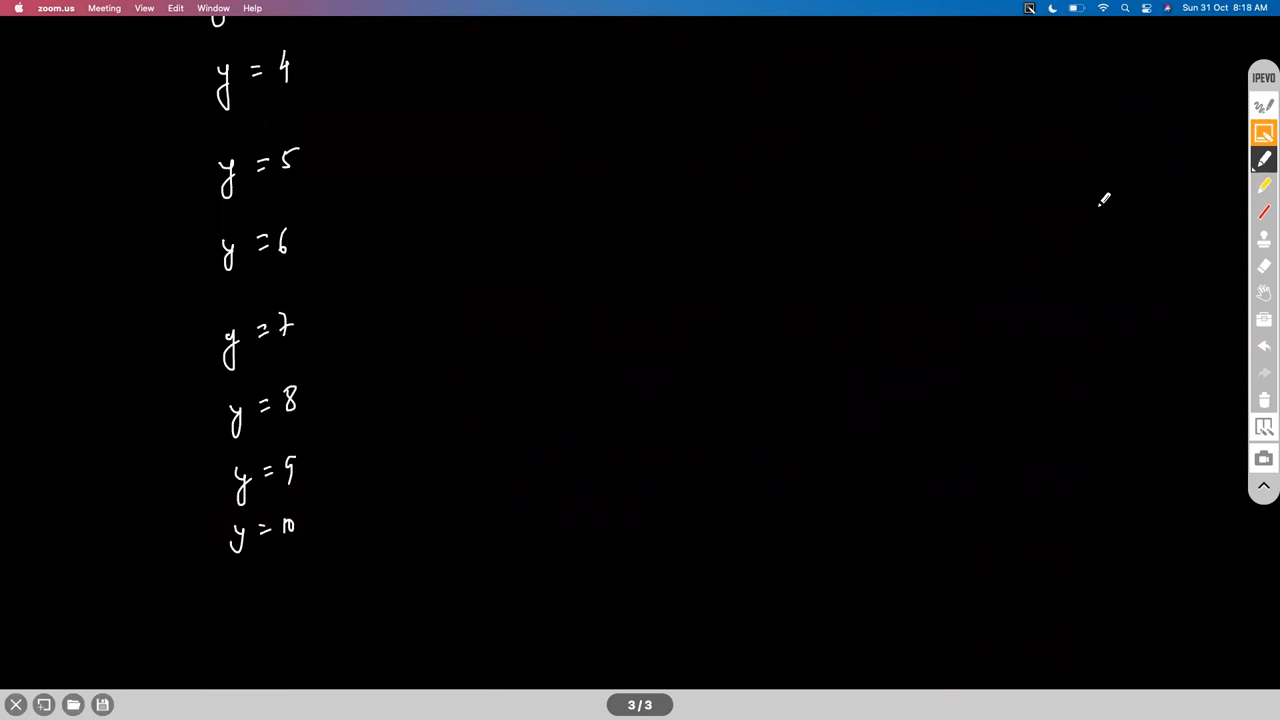 zoom.us Meeting View Edit Window Help Sun 31 Oct 8:18 AM
y = 4
IPEVO
y = 5
y = 6
y = 7
y = 8
y = 9
y = 10
3 / 3